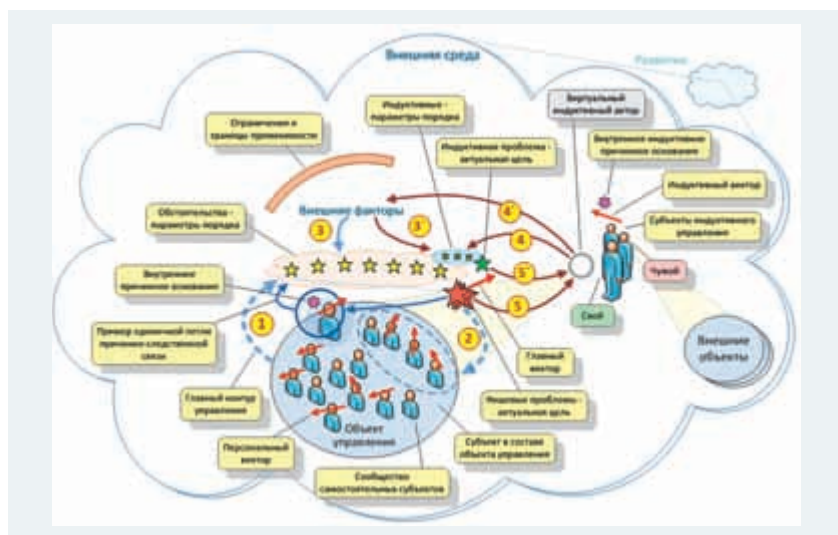 Внешняя среда
Развитие
Ограничения и
границы применимости
Индуктивные -
параметры порядка
Виртуальный
индуктивный актор
Индуктивная проблема -
актуальная цель
Внутреннее индуктивное
причинное основание
Индуктивный вектор
Обстоятельства -
параметры порядка
Внешние факторы
Субъекты индуктивного
управления
3
3'
4'
4
5'
5
Чужой
Свой
Внутреннее
причинное основание
Пример единичной петли
причинно-следственной
связи
1
2
Главный
вектор
Внешние
объекты
Главный контур
управления
проблемы -
актуальная цель
Объект
управления
Персональный
вектор
Субъект в составе
объекта управления
Сообщество
самостоятельных субъектов